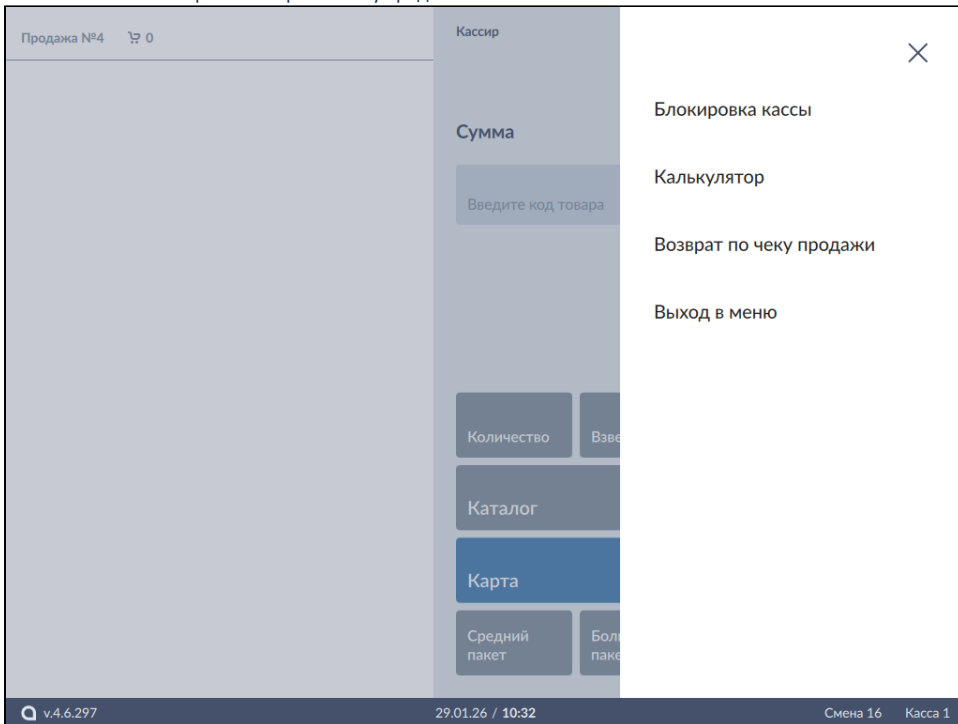 Продажа №4 0
Кассир
Сумма
Введите код товара
Количество
Каталог
Карта
Средний
пакет
Блокировка кассы
Калькулятор
Возврат по чеку продажи
Выход в меню
v.4.6.297
29.01.26 / 10:32
Смена 16 Касса 1